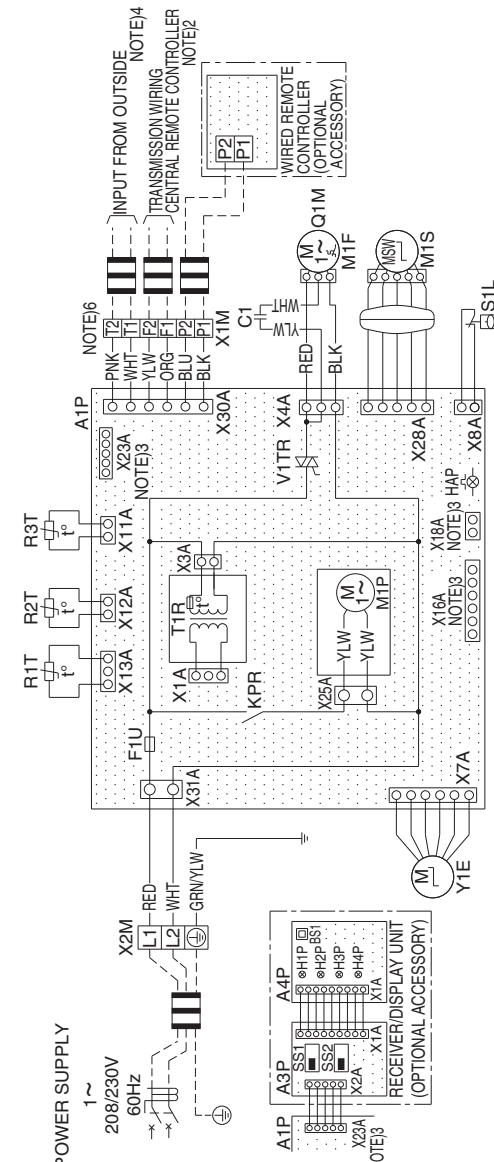 POWER SUPPLY
1~
208/230V
60Hz
X2M
L1
L2
RED
WHT
GRN/YLW
X31A
F1U
KPR
R1T
t°
X13A
R2T
t°
X12A
R3T
t°
X11A
X23A
NOTE)3
A1P
X1A
T1R
t°
X3A
X25A
YLW
YLW
M
1~
M1P
V1TR
X30A
PNK
WHT
YLW
ORG
BLU
BLK
NOTE)6
T2
T1
F2
F1
P2
P1
X1M
INPUT FROM OUTSIDE
NOTE)4
TRANSMISSION WIRING
CENTRAL REMOTE CONTROLLER
NOTE)2
P2
P1
WIRED REMOTE
CONTROLLER
(OPTIONAL
ACCESSORY)
C1
YLW
WHT
RED
BLK
X4A
M
1~
Q1M
M1F
X28A
MSW
M1S
X8A
S1L
HAP
X18A
NOTE)3
X16A
NOTE)3
X7A
M
Y1E
A1P
X23A
OTE)3
A3P
SS1
SS2
X2A
X1A
A4P
X1A
BS1
H1P
H2P
H3P
H4P
RECEIVER/DISPLAY UNIT
(OPTIONAL ACCESSORY)